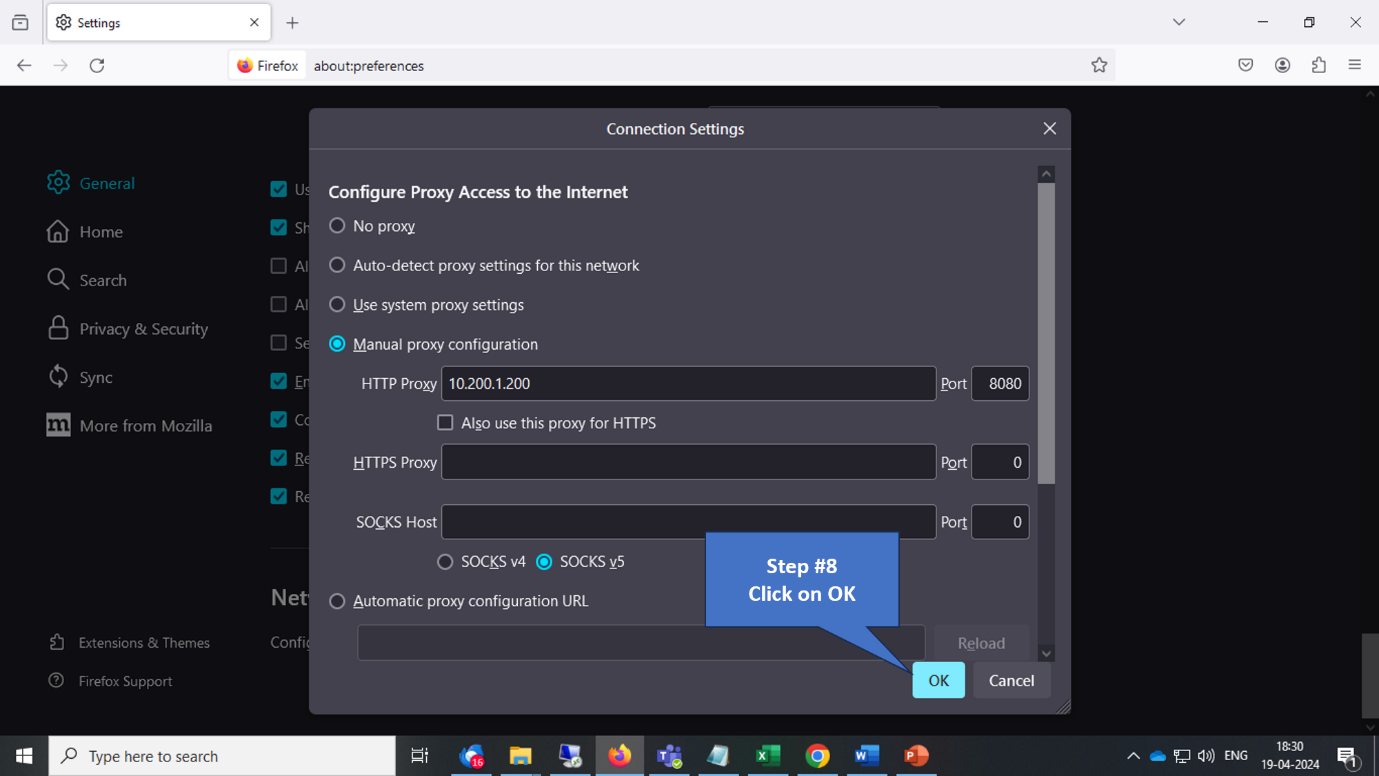 Settings
Firefox
about:preferences
Connection Settings
General
Home
Search
Privacy & Security
Sync
More from Mozilla
Extensions & Themes
Firefox Support
Us
Sh
Al
Al
Se
En
Co
Re
Re
Net
Config
Configure Proxy Access to the Internet
No proxy
Auto-detect proxy settings for this network
Use system proxy settings
Manual proxy configuration
HTTP Proxy 10.200.1.200 Port 8080
Also use this proxy for HTTPS
HTTPS Proxy Port 0
SOCKS Host Port 0
SOCKS v4 SOCKS v5
Automatic proxy configuration URL
Reload
Step #8
Click on OK
OK Cancel
Type here to search
16
ENG
18:30
19-04-2024
1